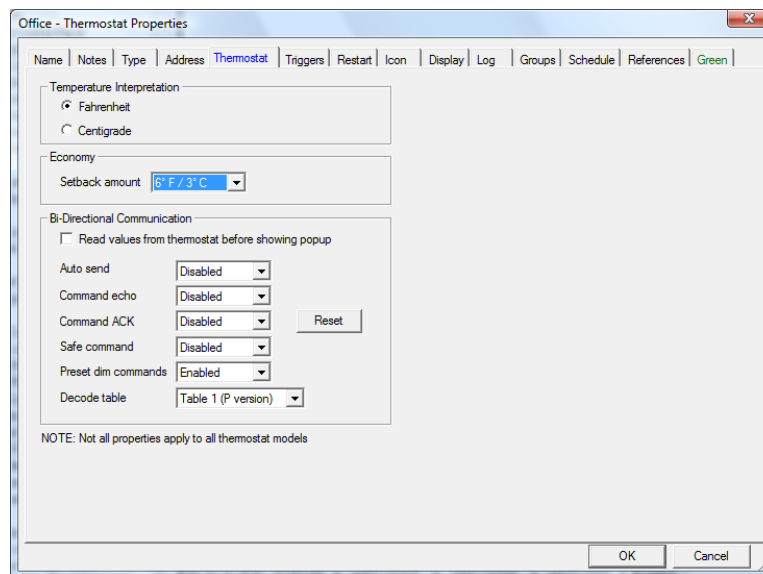 Office - Thermostat Properties
Name Notes Type Address Thermostat Triggers Restart Icon Display Log Groups Schedule References Green
Temperature Interpretation
Fahrenheit
Centigrade
Economy
Setback amount 6° F / 3° C
Bi-Directional Communication
Read values from thermostat before showing popup
Auto send Disabled
Command echo Disabled
Command ACK Disabled Reset
Safe command Disabled
Preset dim commands Enabled
Decode table Table 1 (P version)
NOTE: Not all properties apply to all thermostat models
OK Cancel